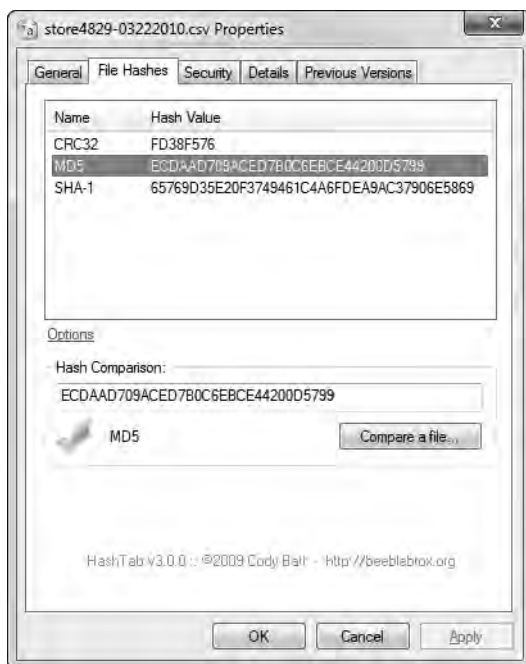 store4829-03222010.csv Properties
General File Hashes Security Details Previous Versions
Name Hash Value
CRC32 FD38F576
MD5 ECDAAD709ACED7B0C6EBCE44200D5799
SHA-1 65769D35E20F3749461C4A6FDEA9AC37906E5869
Options
Hash Comparison:
ECDAAD709ACED7B0C6EBCE44200D5799
MD5
Compare a file...
HashTab v3.0.0 :: ©2009 Cody Batt - http://beeblebrox.org
OK Cancel Apply